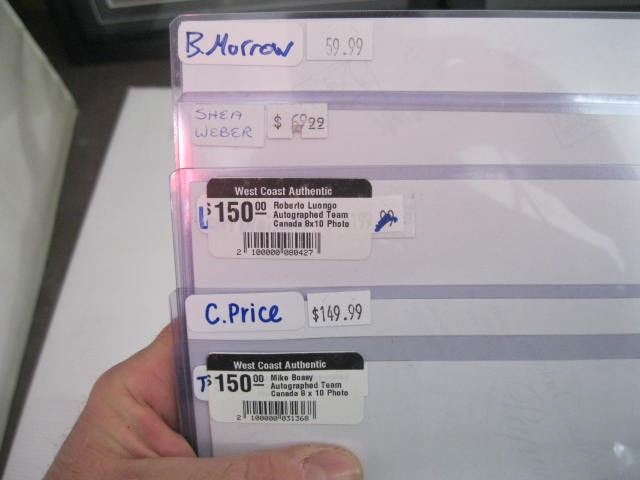 B. Morrow 59.99
SHEA
WEBER
$
West Coast Authentic
$150.00 Roberto Luongo
Autographed Team
Canada 8x10 Photo
2 100000 080427
C. Price $149.99
West Coast Authentic
$150.00 Mike Bossy
Autographed Team
Canada 8 x 10 Photo
2 100000 031368